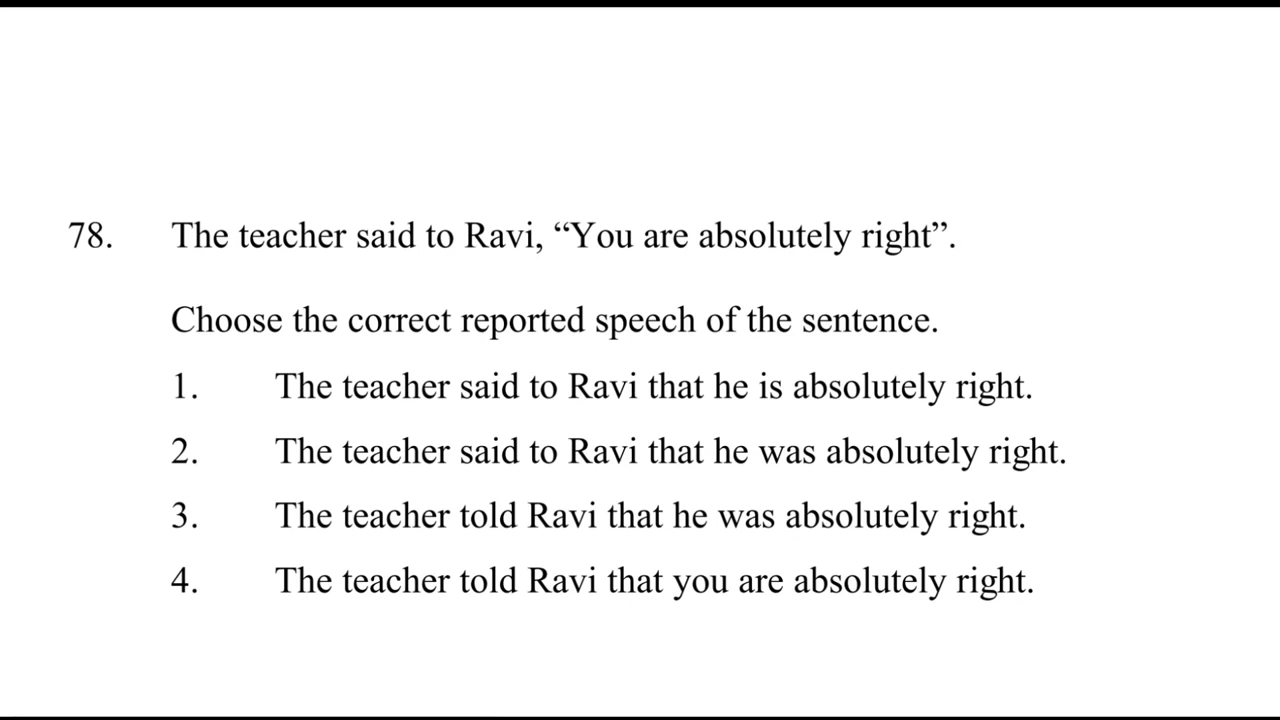 78. The teacher said to Ravi, “You are absolutely right”.
Choose the correct reported speech of the sentence.
1. The teacher said to Ravi that he is absolutely right.
2. The teacher said to Ravi that he was absolutely right.
3. The teacher told Ravi that he was absolutely right.
4. The teacher told Ravi that you are absolutely right.